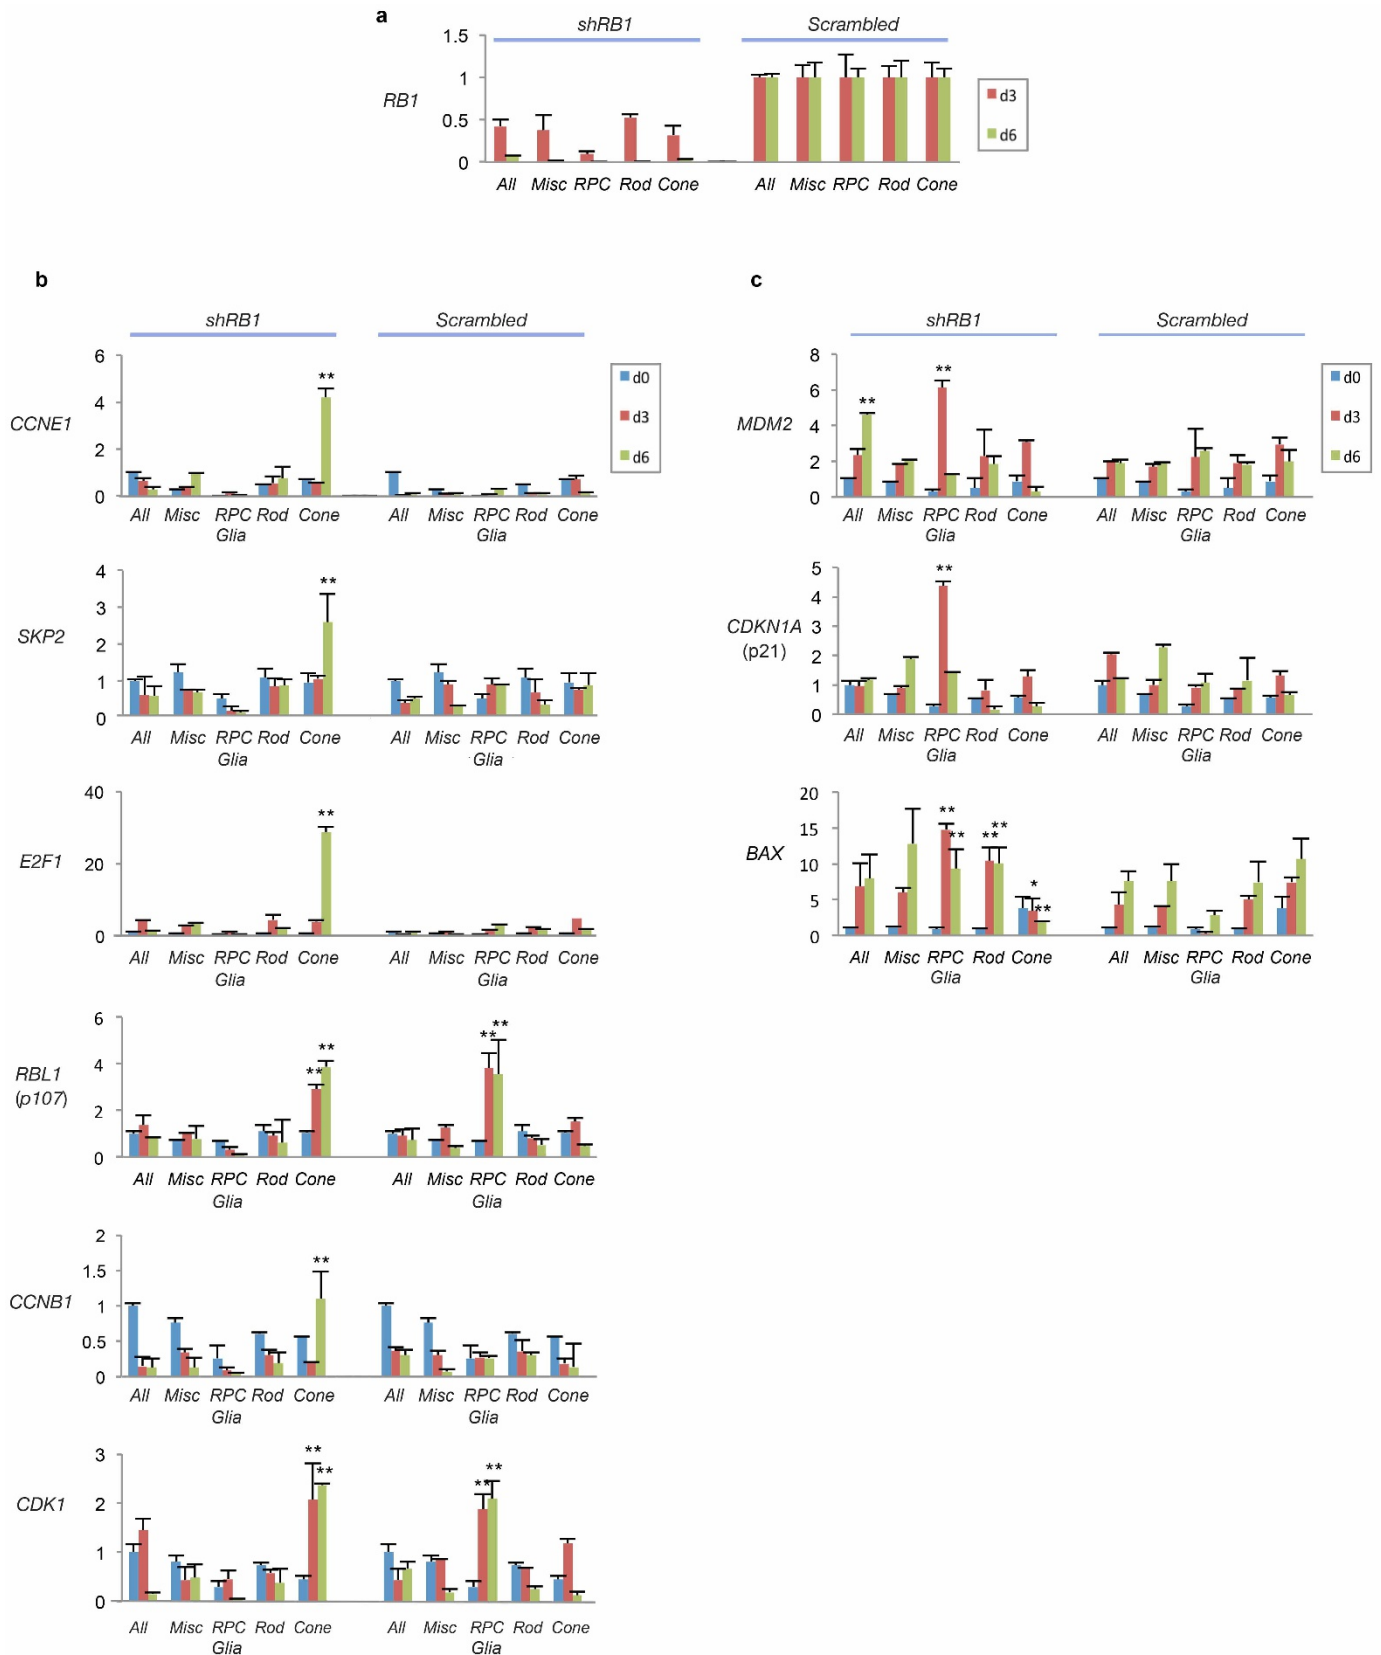 a
shRB1 Scrambled
1.5
1
0.5
0
RB1
d3
d6
All Misc RPC Rod Cone All Misc RPC Rod Cone
b
shRB1 Scrambled
6
4
2
0
CCNE1
**
d0
d3
d6
All Misc RPC Rod Cone All Misc RPC Rod Cone
Glia Glia
4
3
2
1
0
SKP2
**
All Misc RPC Rod Cone All Misc RPC Rod Cone
Glia Glia
40
20
0
E2F1
**
All Misc RPC Rod Cone All Misc RPC Rod Cone
Glia Glia
6
4
2
0
RBL1
(p107)
** ** ** **
All Misc RPC Rod Cone All Misc RPC Rod Cone
Glia Glia
2
1.5
1
0.5
0
CCNB1
**
All Misc RPC Rod Cone All Misc RPC Rod Cone
Glia Glia
3
2
1
0
CDK1
** ** ** **
All Misc RPC Rod Cone All Misc RPC Rod Cone
Glia Glia
c
shRB1 Scrambled
8
6
4
2
0
MDM2
** **
d0
d3
d6
All Misc RPC Rod Cone All Misc RPC Rod Cone
Glia Glia
5
4
3
2
1
0
CDKN1A
(p21)
**
All Misc RPC Rod Cone All Misc RPC Rod Cone
Glia Glia
20
15
10
5
0
BAX
** ** ** ** * **
All Misc RPC Rod Cone All Misc RPC Rod Cone
Glia Glia